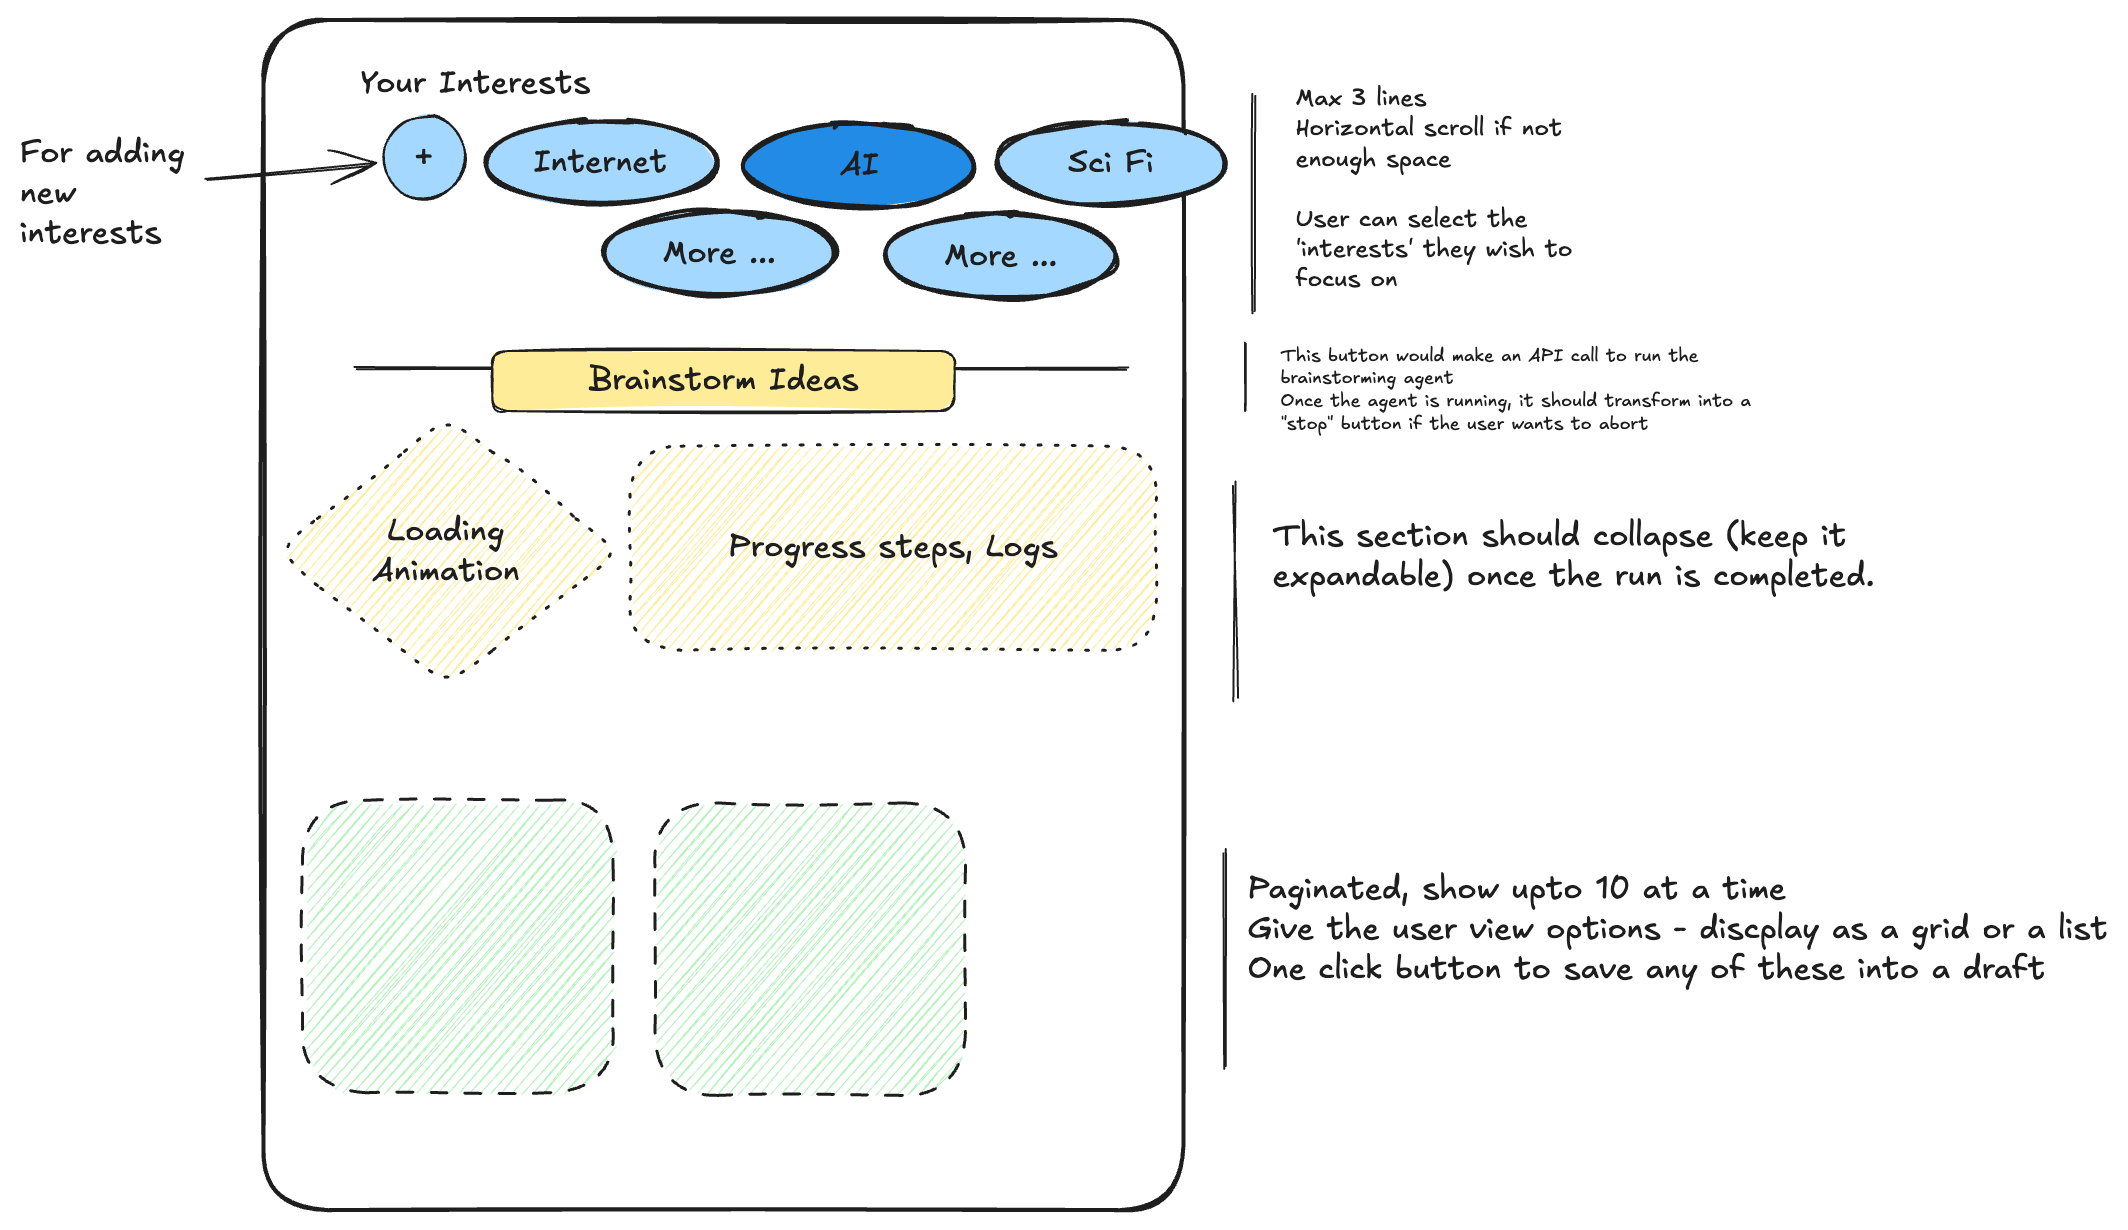 Your Interests
For adding
new
interests
+
Internet
AI
Sci Fi
More ...
More ...
Max 3 lines
Horizontal scroll if not
enough space
User can select the
'interests' they wish to
focus on
Brainstorm Ideas
This button would make an API call to run the
brainstorming agent
Once the agent is running, it should transform into a
"stop" button if the user wants to abort
Loading
Animation
Progress steps, Logs
This section should collapse (keep it
expandable) once the run is completed.
Paginated, show upto 10 at a time
Give the user view options - discplay as a grid or a list
One click button to save any of these into a draft